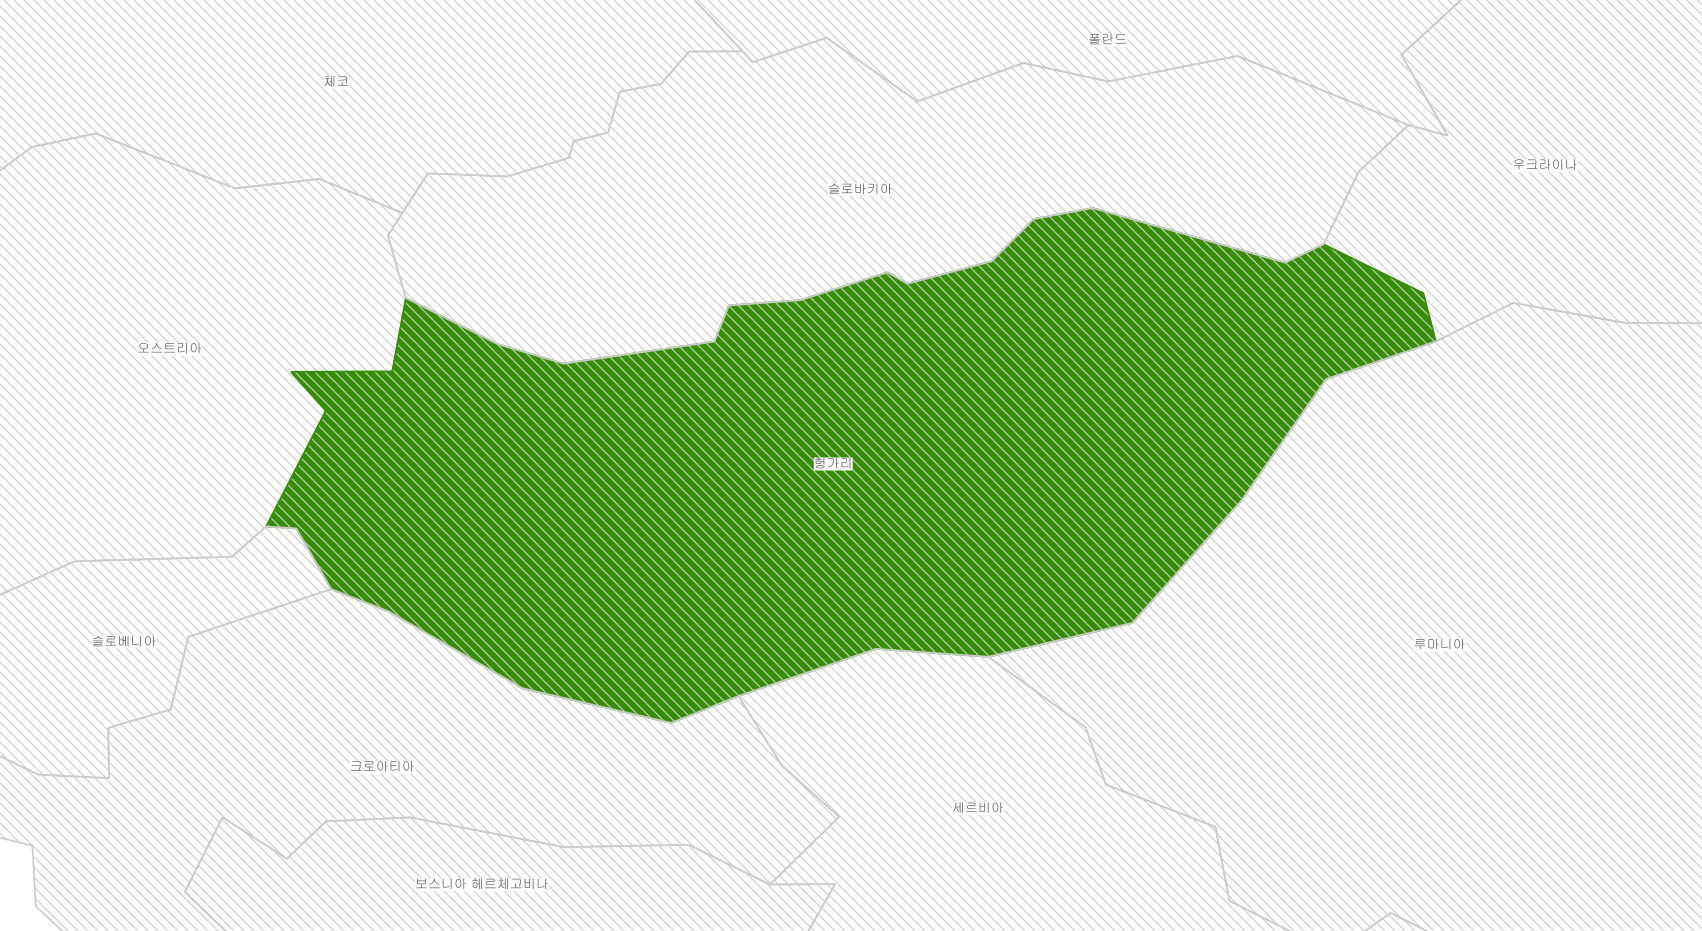 폴란드
체코
우크라이나
슬로바키아
오스트리아
헝가리
슬로베니아
루마니아
크로아티아
세르비아
보스니아 헤르체고비나